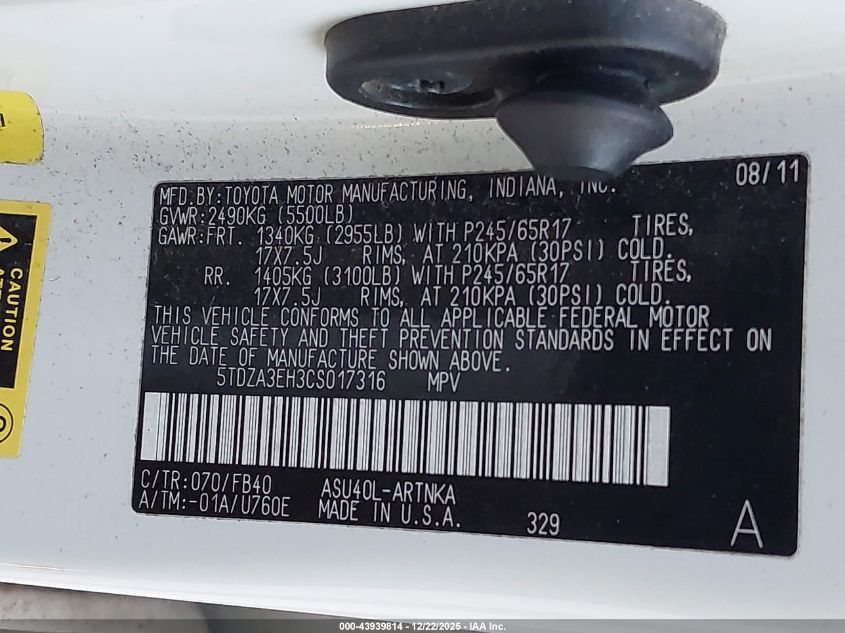 08/11
MFD.BY:TOYOTA MOTOR MANUFACTURING, INDIANA, INC.
GVWR:2490KG (5500LB)
GAWR:FRT. 1340KG (2955LB) WITH P245/65R17 TIRES,
17X7.5J RIMS, AT 210KPA (30PSI) COLD.
RR. 1405KG (3100LB) WITH P245/65R17 TIRES,
17X7.5J RIMS, AT 210KPA (30PSI) COLD.
THIS VEHICLE CONFORMS TO ALL APPLICABLE FEDERAL MOTOR
VEHICLE SAFETY AND THEFT PREVENTION STANDARDS IN EFFECT ON
THE DATE OF MANUFACTURE SHOWN ABOVE.
5TDZA3EH3CS017316 MPV
C/TR:070/FB40 ASU40L-ARTNKA
A/TM:-01A/U760E MADE IN U.S.A. 329 A
CAUTION
000-43939814 - 12/22/2025 - IAA Inc.